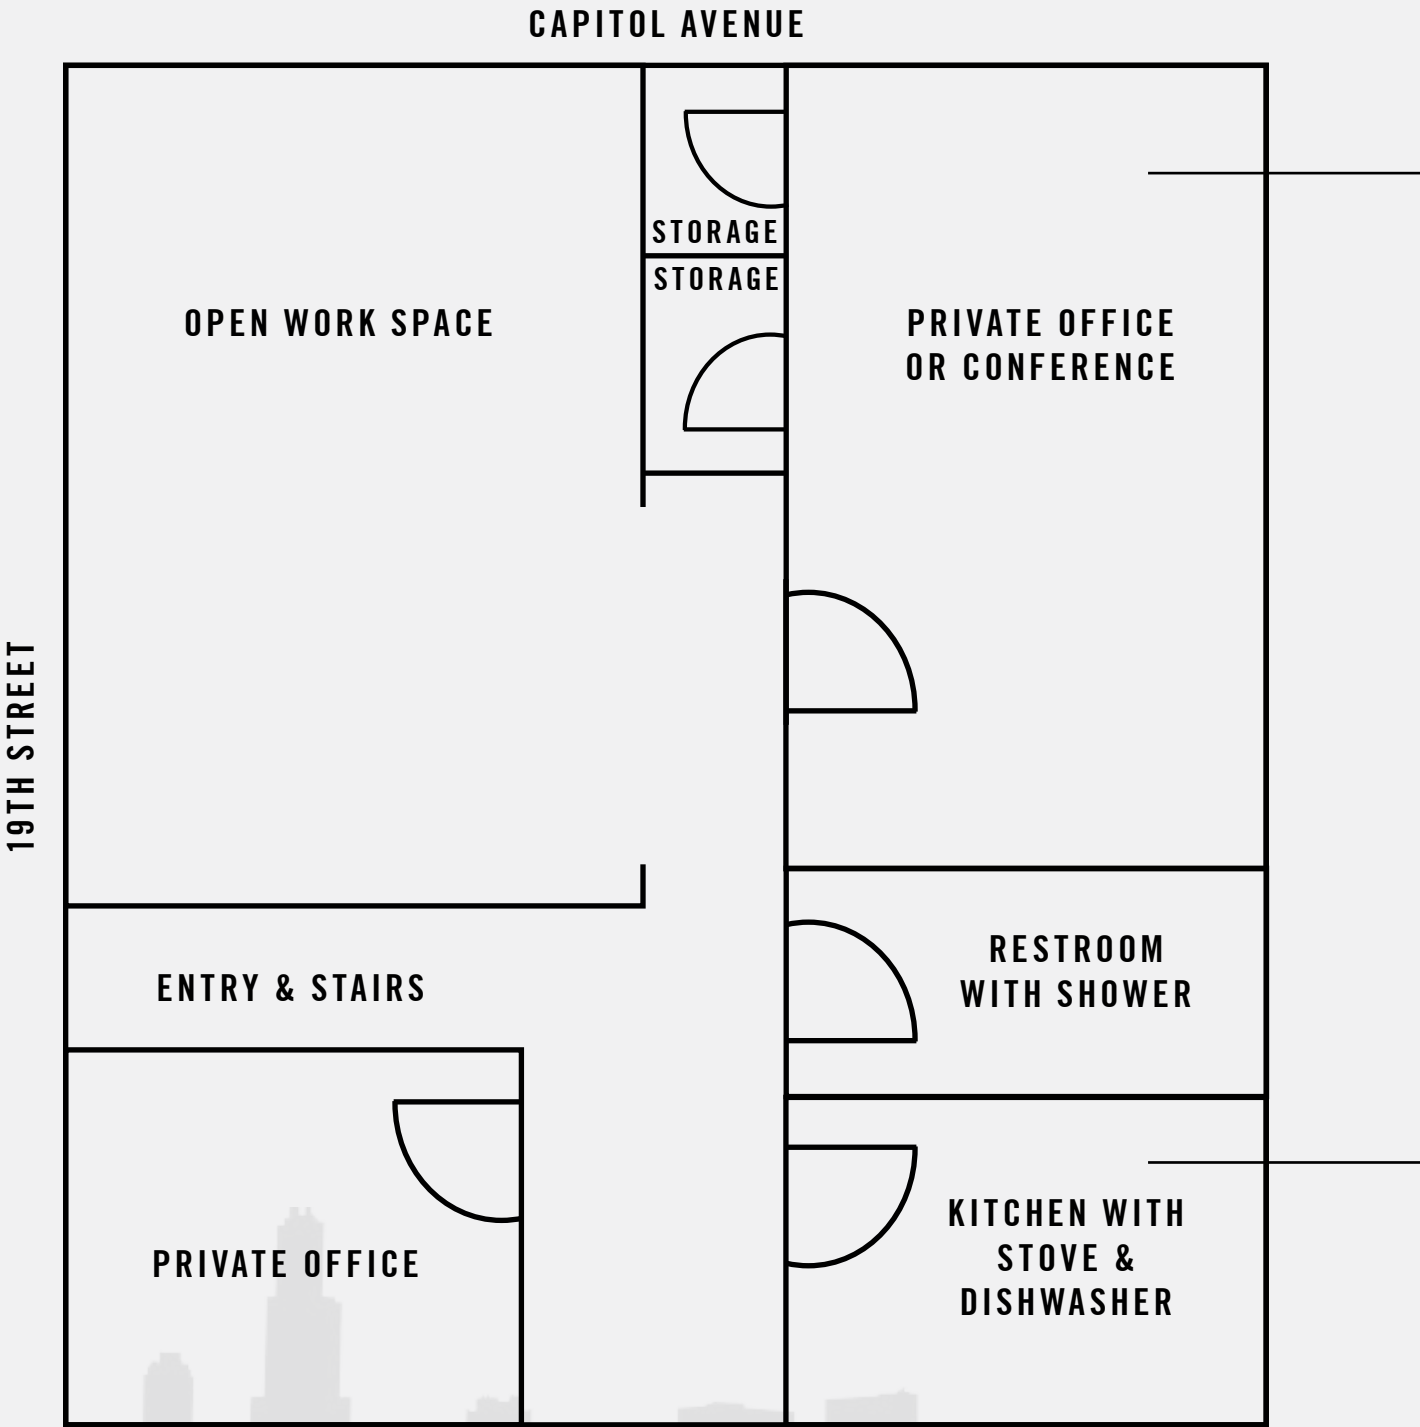 CAPITOL AVENUE
STORAGE
STORAGE
OPEN WORK SPACE
PRIVATE OFFICE
OR CONFERENCE
19TH STREET
RESTROOM
WITH SHOWER
ENTRY & STAIRS
KITCHEN WITH
STOVE &
DISHWASHER
PRIVATE OFFICE